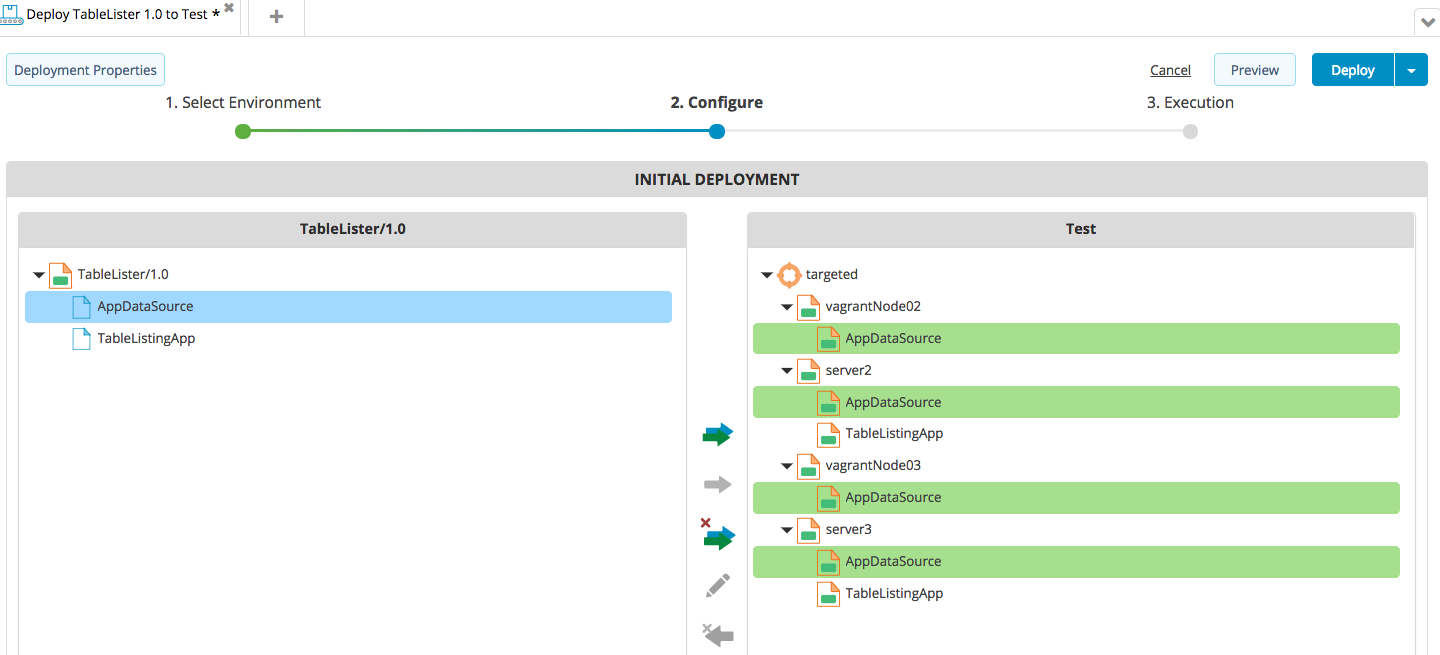 Deploy TableLister 1.0 to Test *
Deployment Properties
Cancel
Preview
Deploy
1. Select Environment
2. Configure
3. Execution
INITIAL DEPLOYMENT
TableLister/1.0
TableLister/1.0
AppDataSource
TableListingApp
Test
targeted
vagrantNode02
AppDataSource
server2
AppDataSource
TableListingApp
vagrantNode03
AppDataSource
server3
AppDataSource
TableListingApp